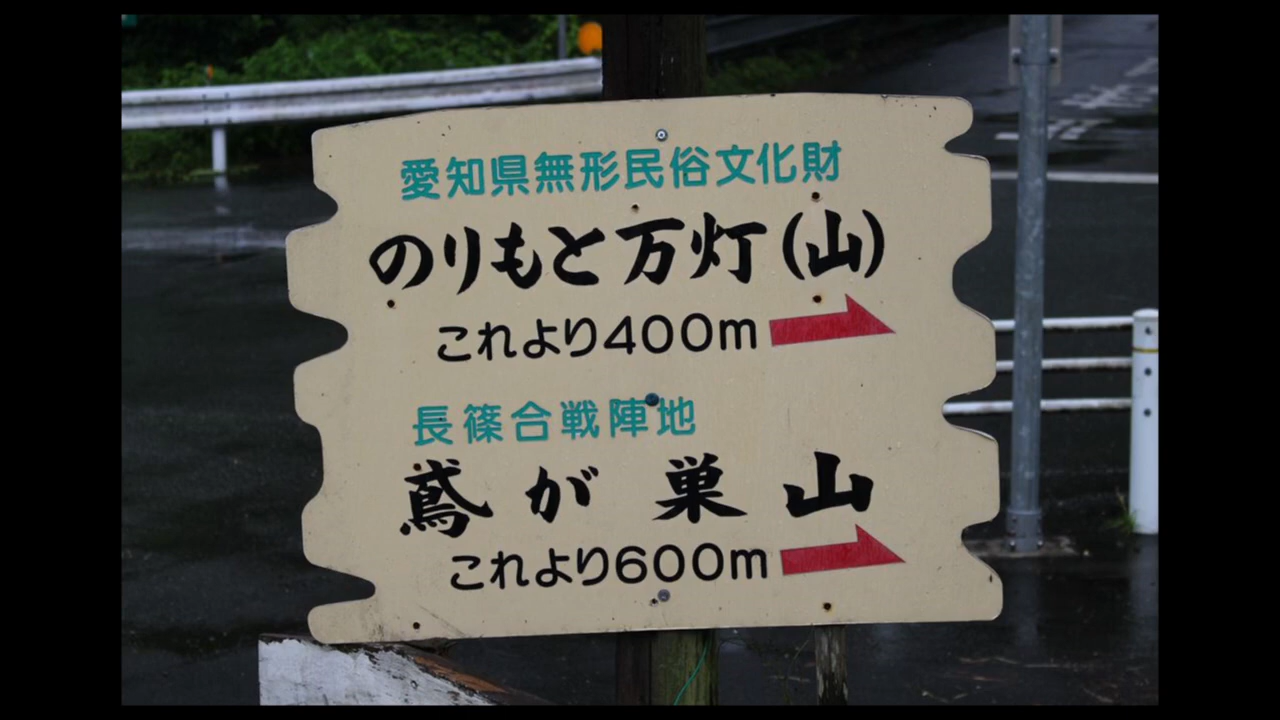 愛知県無形民俗文化財
のりもと万灯(山)
これより400m
長篠合戦陣地
鳶が巣山
これより600m